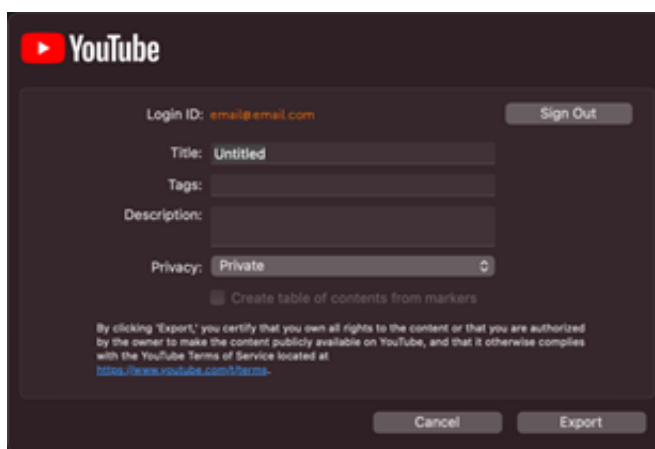 YouTube
Login ID: email@email.com Sign Out
Title: Untitled
Tags:
Description:
Privacy: Private
Create table of contents from markers
By clicking 'Export,' you certify that you own all rights to the content or that you are authorized
by the owner to make the content publicly available on YouTube, and that it otherwise complies
with the YouTube Terms of Service located at
https://www.youtube.com/t/terms.
Cancel Export